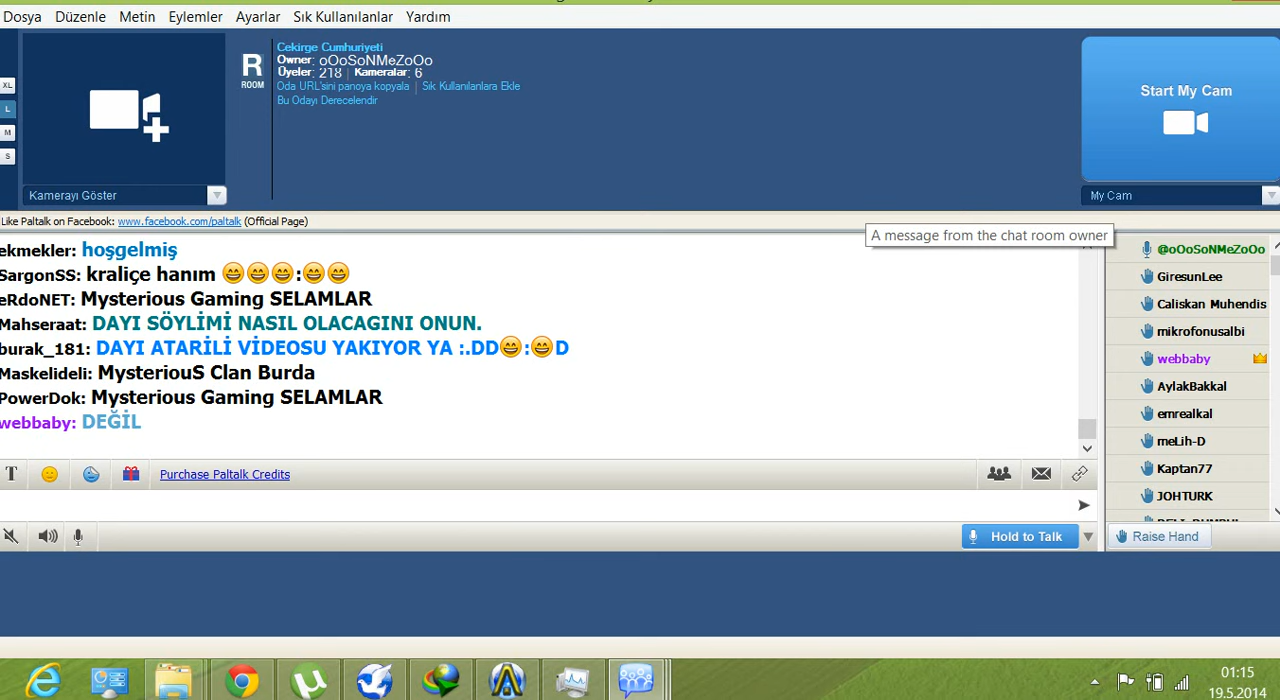 Dosya Düzenle Metin Eylemler Ayarlar Sık Kullanılanlar Yardım
R
ROOM
Cekirge Cumhuriyeti
Owner: oOoSoNMeZoOo
Üyeler: 218 | Kameralar: 6
Oda URL'sini panoya kopyala | Sık Kullanılanlara Ekle
Bu Odayı Derecelendir
XL
L
M
S
Kamerayı Göster
Start My Cam
My Cam
Like Paltalk on Facebook: www.facebook.com/paltalk (Official Page)
A message from the chat room owner
ekmekler: hoşgelmiş
SargonSS: kraliçe hanım 😄😄😄:😄😄
eRdoNET: Mysterious Gaming SELAMLAR
Mahseraat: DAYI SÖYLİMİ NASIL OLACAGINI ONUN.
burak_181: DAYI ATARİLİ VİDEOSU YAKIYOR YA :.DD😄:😄D
Maskelideli: MysteriouS Clan Burda
PowerDok: Mysterious Gaming SELAMLAR
webbaby: DEĞİL
@oOoSoNMeZoOo
GiresunLee
Caliskan Muhendis
mikrofonusalbi
webbaby
AylakBakkal
emrealkal
meLih-D
Kaptan77
JOHTURK
T
Purchase Paltalk Credits
Hold to Talk
Raise Hand
01:15
19.5.2014